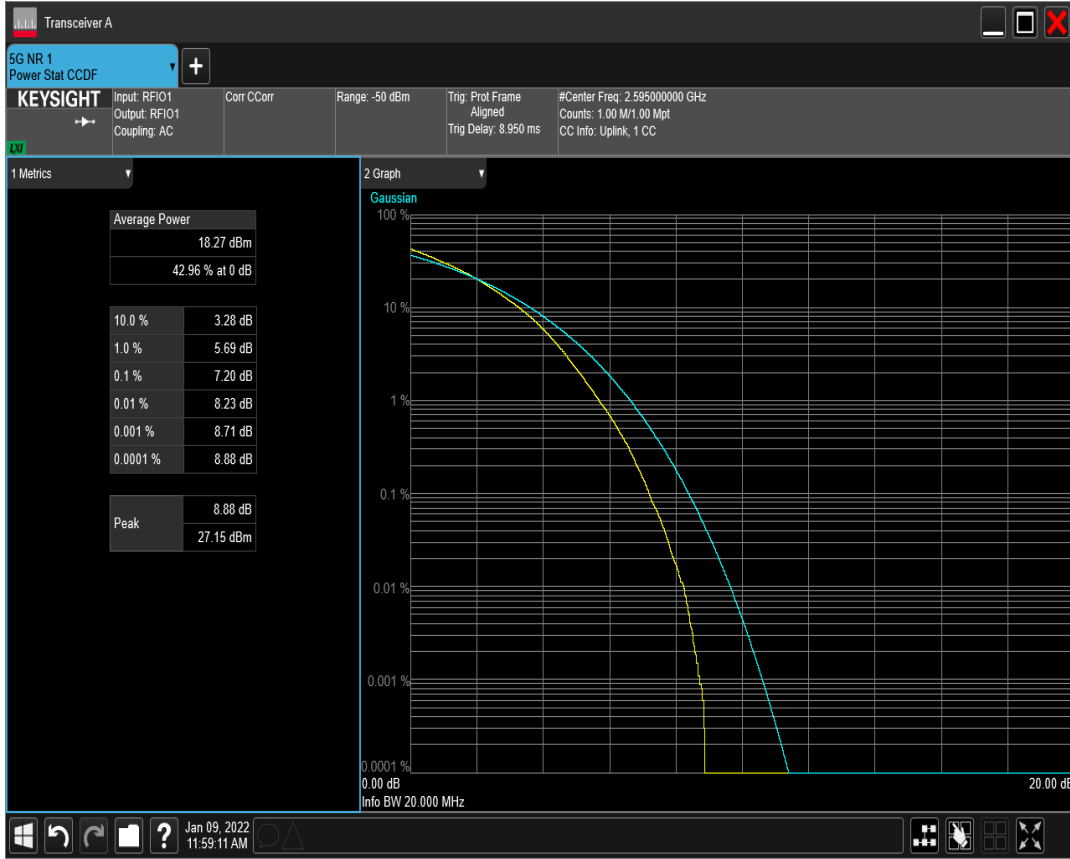 Transceiver A
5G NR 1
Power Stat CCDF
+
KEYSIGHT
LXI
Input: RFIO1
Output: RFIO1
Coupling: AC
Corr CCorr
Range: -50 dBm
Trig: Prot Frame
Aligned
Trig Delay: 8.950 ms
#Center Freq: 2.595000000 GHz
Counts: 1.00 M/1.00 Mpt
CC Info: Uplink, 1 CC
1 Metrics
Average Power
18.27 dBm
42.96 % at 0 dB
10.0 % 3.28 dB
1.0 % 5.69 dB
0.1 % 7.20 dB
0.01 % 8.23 dB
0.001 % 8.71 dB
0.0001 % 8.88 dB
Peak
8.88 dB
27.15 dBm
2 Graph
Gaussian
100 %
10 %
1 %
0.1 %
0.01 %
0.001 %
0.0001 %
0.00 dB
20.00 dB
Info BW 20.000 MHz
?
Jan 09, 2022
11:59:11 AM